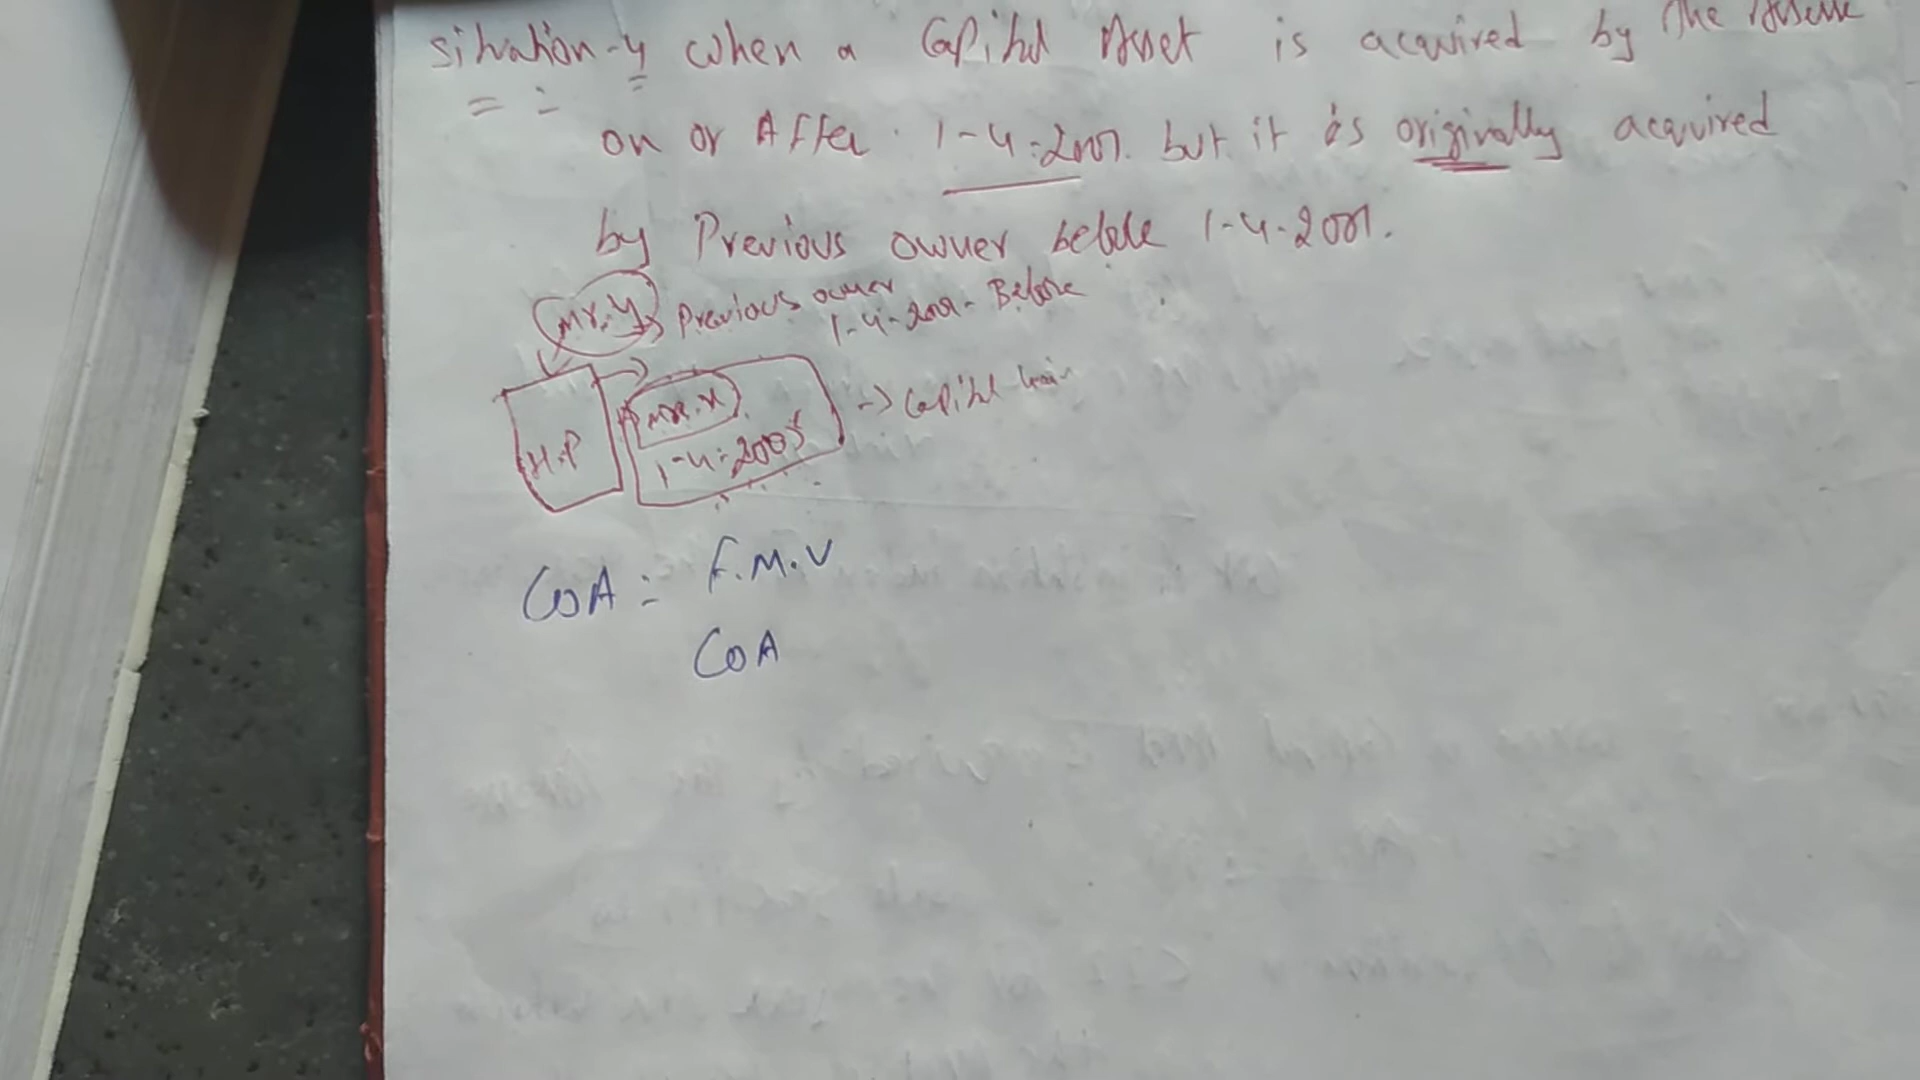 situation-4 when a Capital Asset is acquired by the Assesse
on or After 1-4-2001. but it is originally acquired
by Previous owner before 1-4-2001.
Mr. Y Previous owner
1-4-2001- Before
H.P Mr. X → Capital Gain
1-4-2005
COA = F.M.V
COA